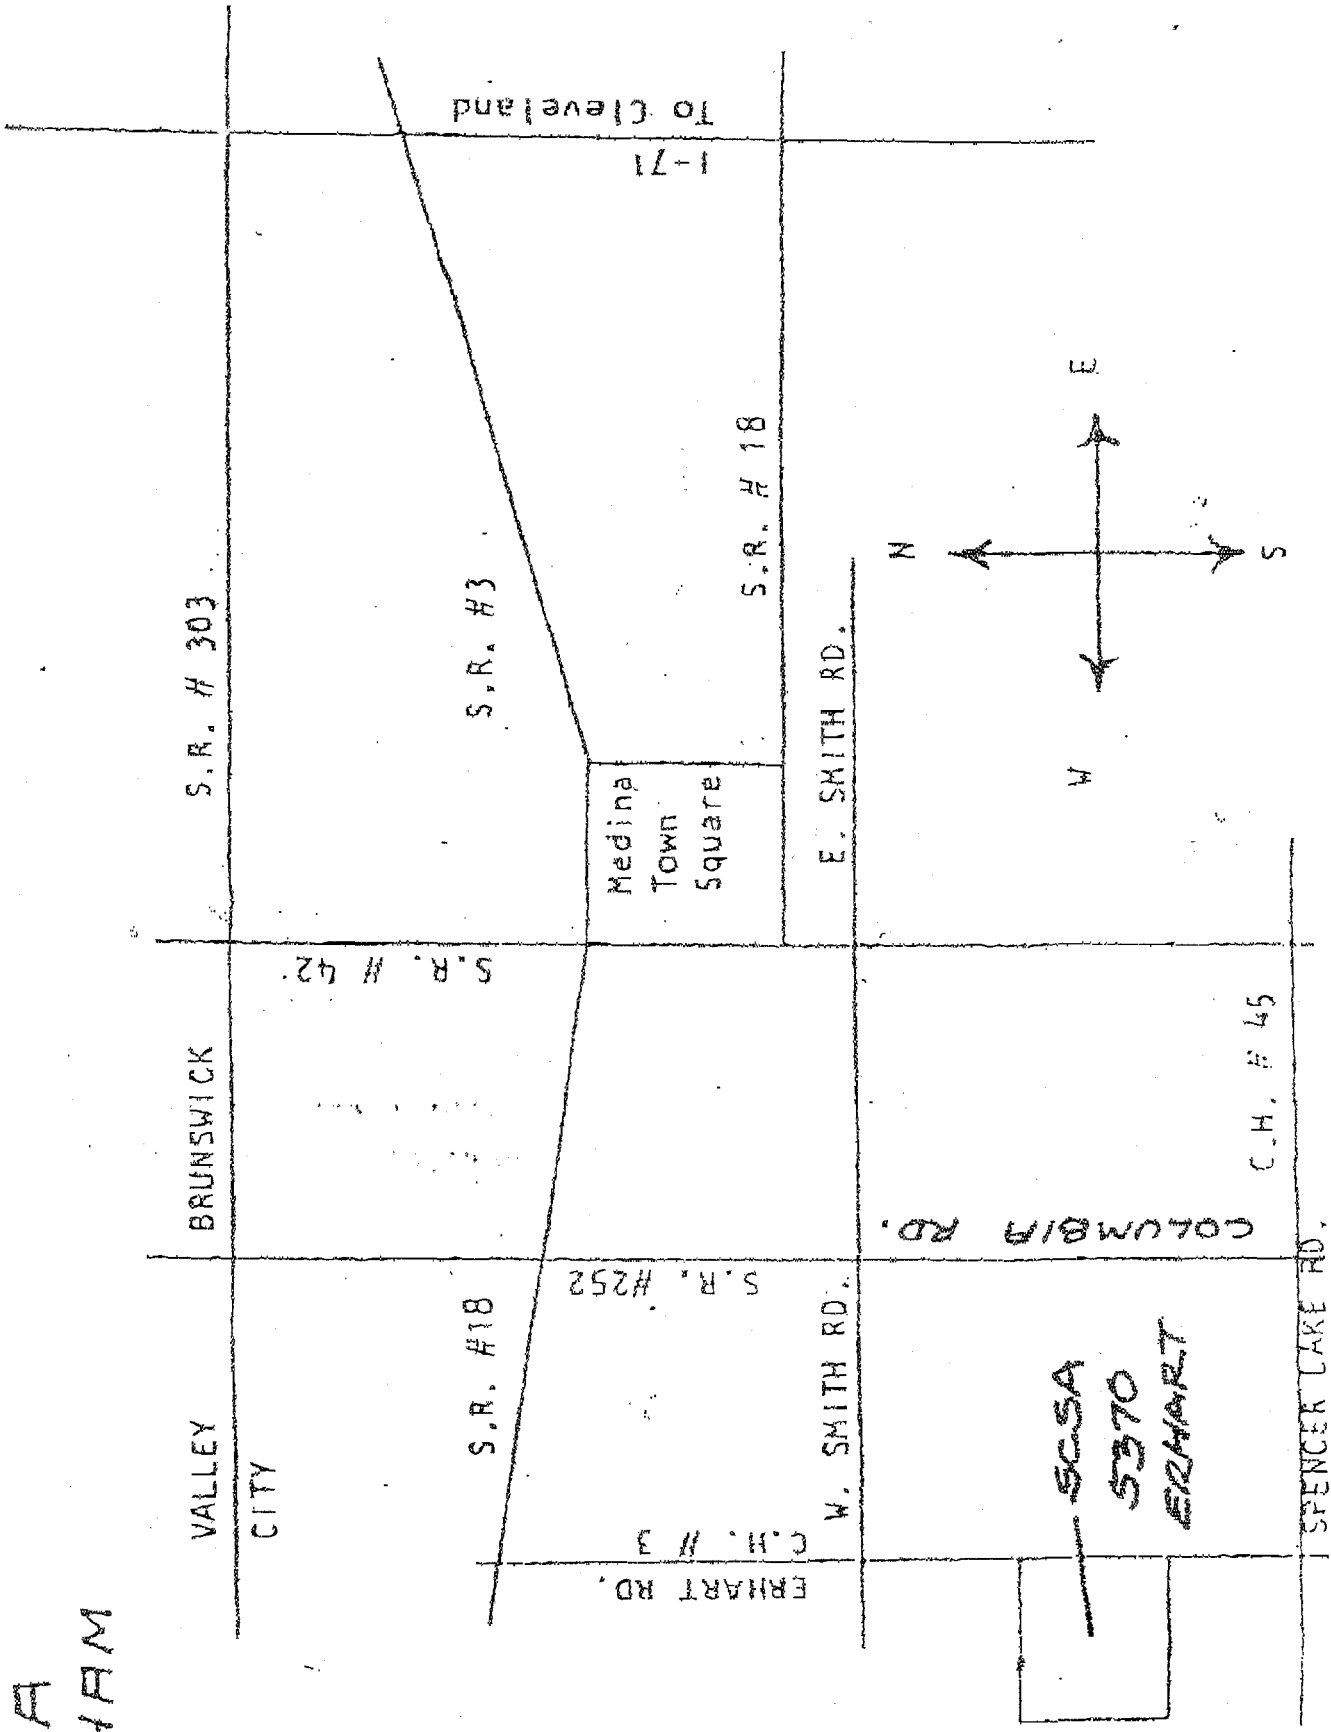 A
S.R. # 303
BRUNSWICK
VALLEY
CITY
S.R. # 42
To Cleveland
I-71
S.R. #3
S.R. #18
Medina
Town
Square
S.R. # 18
S.R. #252
ERHART RD.
C.H. # 3
E. SMITH RD.
W. SMITH RD.
N
E
W
S
COLUMBIA RD.
SCSA
5370
ERHART
C.H. # 45
SPENCER LAKE RD.